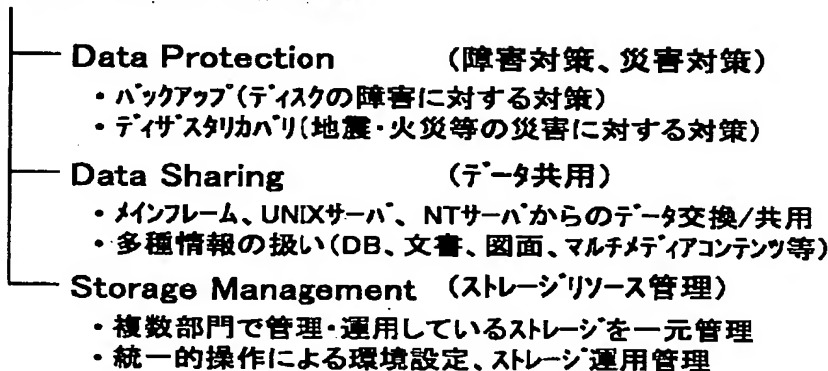 Data Protection (障害対策、災害対策)
・バックアップ(ディスクの障害に対する対策)
・ディザスタリカバリ(地震・火災等の災害に対する対策)
Data Sharing (データ共用)
・メインフレーム、UNIXサーバ、NTサーバからのデータ交換/共用
・多種情報の扱い(DB、文書、図面、マルチメディアコンテンツ等)
Storage Management (ストレージリソース管理)
・複数部門で管理・運用しているストレージを一元管理
・統一的操作による環境設定、ストレージ運用管理